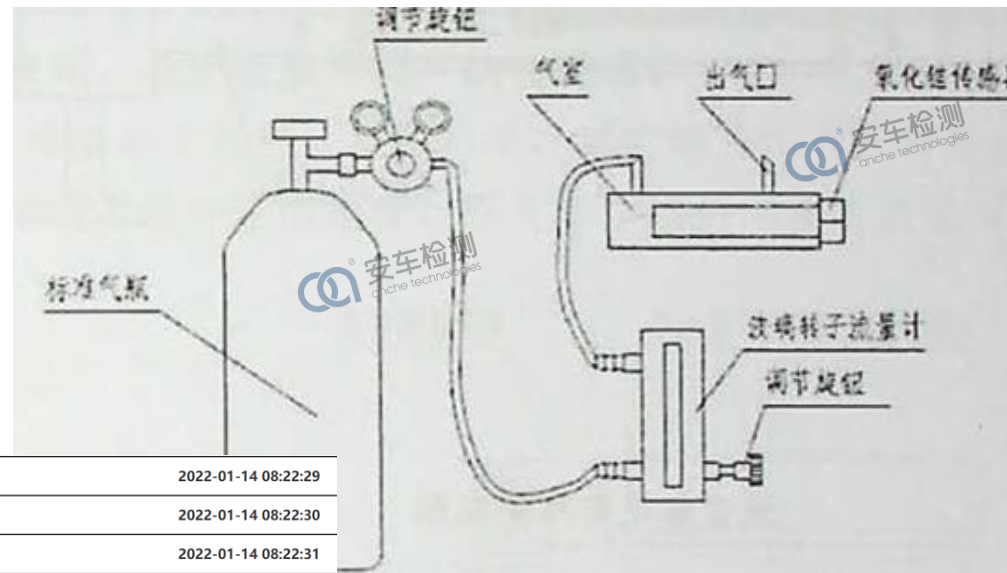 调节旋钮
气室
出气口
氧化锆传感
安车检测
anche technologies
安车检测
anche technologies
标准气瓶
玻璃转子流量计
调节旋钮
2022-01-14 08:22:29
2022-01-14 08:22:30
2022-01-14 08:22:31